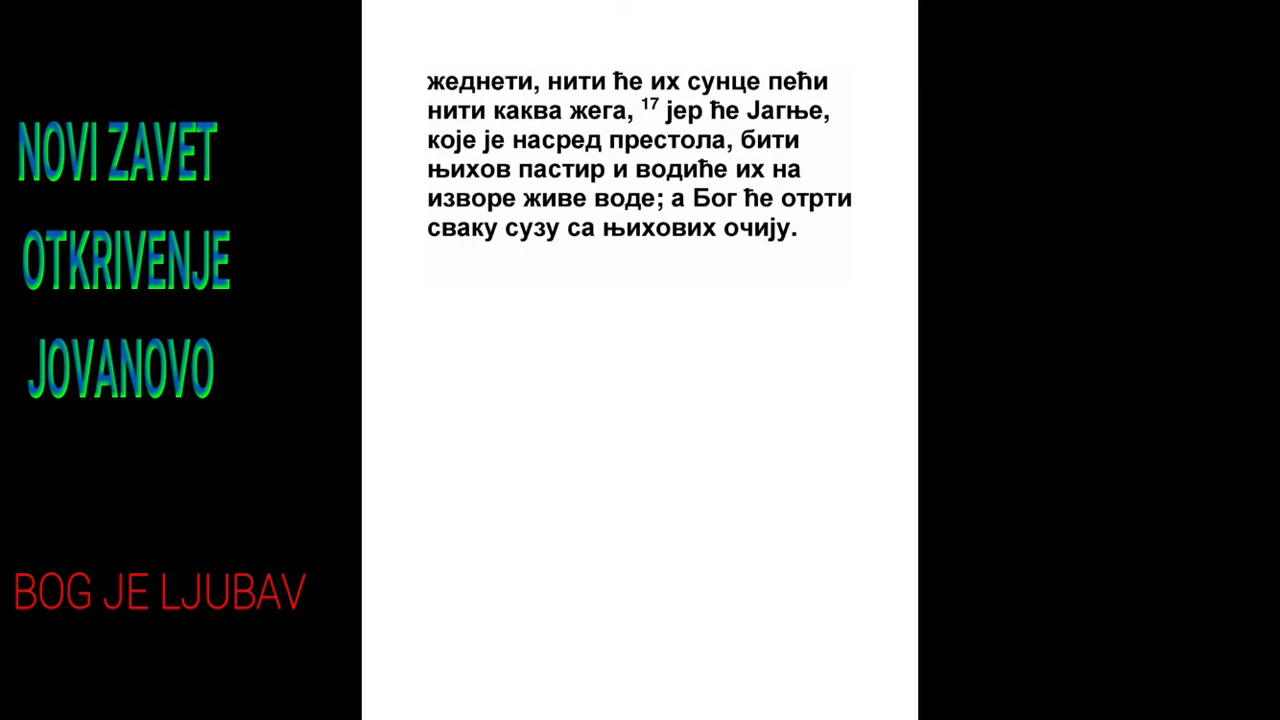 NOVI ZAVET
OTKRIVENJE
JOVANOVO
BOG JE LJUBAV
жеднети, нити ће их сунце пећи
нити каква жега, 17 јер ће Јагње,
које је насред престола, бити
њихов пастир и водиће их на
изворе живе воде; а Бог ће отрти
сваку сузу са њихових очију.